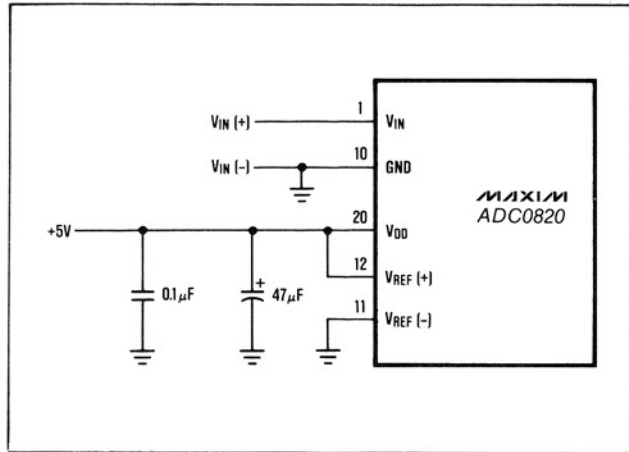 1
VIN (+)
VIN
10
VIN (-)
GND
MAXIM
ADC0820
20
+5V
VDD
12
VREF (+)
0.1µF
+
47µF
11
VREF (-)